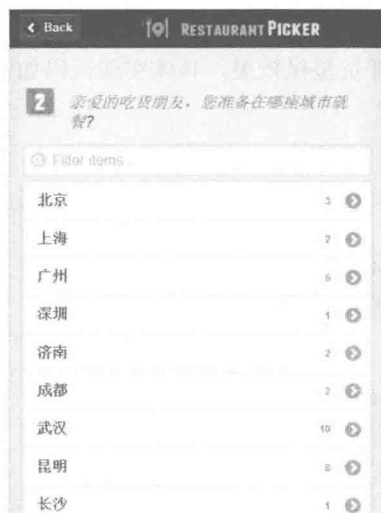 Back
RESTAURANT PICKER
2
亲爱的吃货朋友，您准备在哪座城市就
餐?
Filter items...
北京 3
上海 2
广州 5
深圳 1
济南 2
成都 2
武汉 10
昆明 8
长沙 1